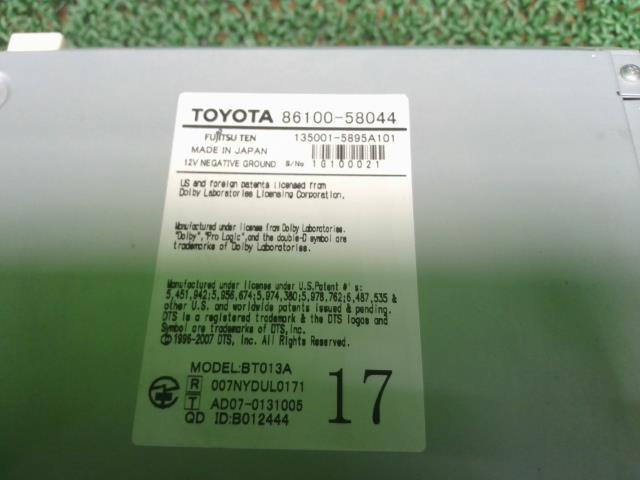 TOYOTA 86100-58044
FUJITSU TEN 135001-5895A101
MADE IN JAPAN
12V NEGATIVE GROUND S/No 1G100021
US and foreign patents licensed from
Dolby Laboratories Licensing Corporation.
Manufactured under license from Dolby Laboratories.
"Dolby","Pro Logic",and the double-D symbol are
trademarks of Dolby Laboratories.
Manufactured under license under U.S.Patent #'s:
5,451,942;5,956,674;5,974,380;5,978,762;6,487,535 &
other U.S. and worldwide patents issued & pending.
DTS is a registered trademark & the DTS logos and
Symbol are trademarks of DTS,Inc.
©1996-2007 DTS, Inc. All Rights Reserved.
MODEL:BT013A
R 007NYDUL0171
T AD07-0131005
QD ID:B012444
17